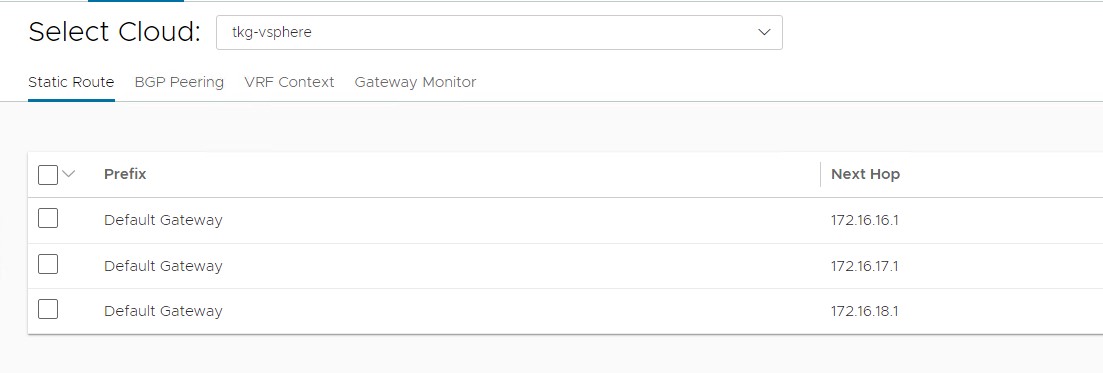 Select Cloud: tkg-vsphere
Static Route BGP Peering VRF Context Gateway Monitor
Prefix Next Hop
Default Gateway 172.16.16.1
Default Gateway 172.16.17.1
Default Gateway 172.16.18.1